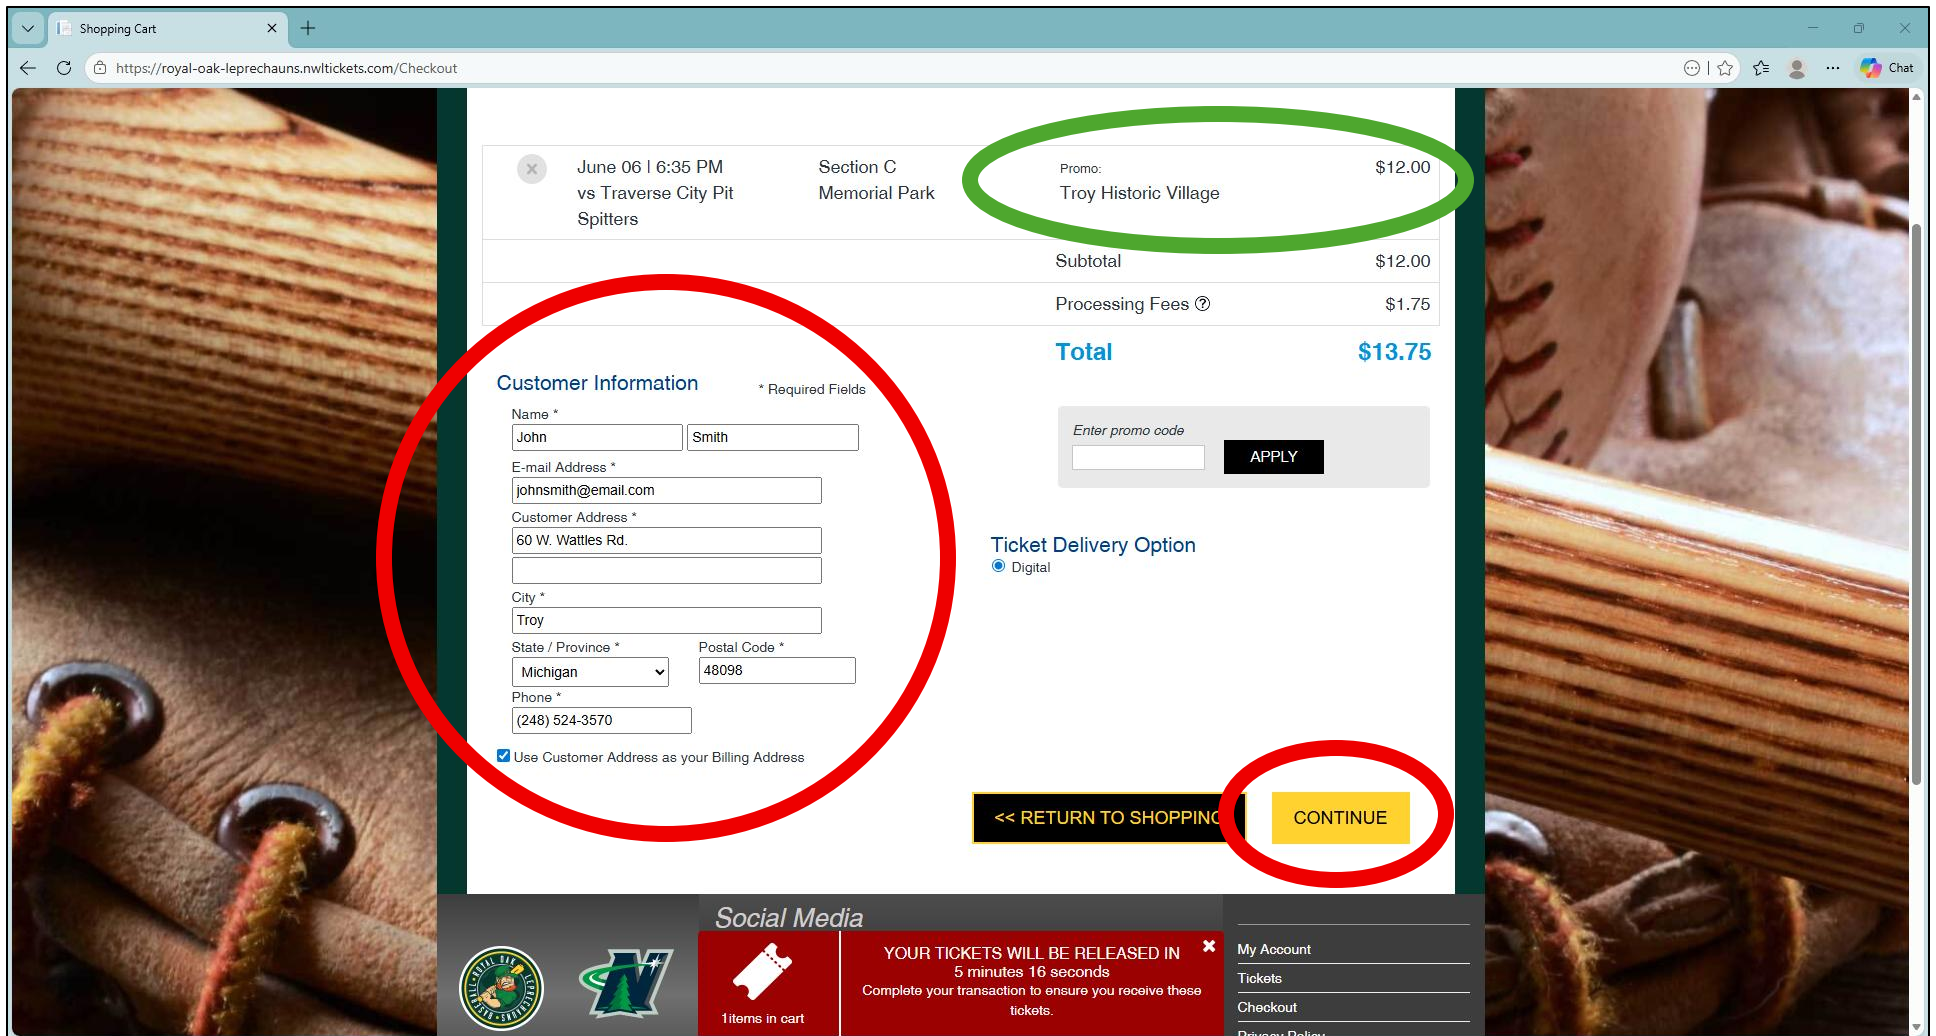 Shopping Cart
https://royal-oak-leprechauns.nwltickets.com/Checkout
Chat
June 06 | 6:35 PM
vs Traverse City Pit
Spitters
Section C
Memorial Park
Promo:
Troy Historic Village
$12.00
Subtotal
$12.00
Processing Fees
$1.75
Total
$13.75
Customer Information
* Required Fields
Name *
John
Smith
E-mail Address *
johnsmith@email.com
Customer Address *
60 W. Wattles Rd.
City *
Troy
State / Province *
Postal Code *
Michigan
48098
Phone *
(248) 524-3570
Use Customer Address as your Billing Address
Enter promo code
APPLY
Ticket Delivery Option
Digital
<< RETURN TO SHOPPING
CONTINUE
Social Media
ROYAL OAK LEPRECHAUNS
BASEBALL
N
1items in cart
YOUR TICKETS WILL BE RELEASED IN
5 minutes 16 seconds
Complete your transaction to ensure you receive these
tickets.
My Account
Tickets
Checkout
Privacy Policy